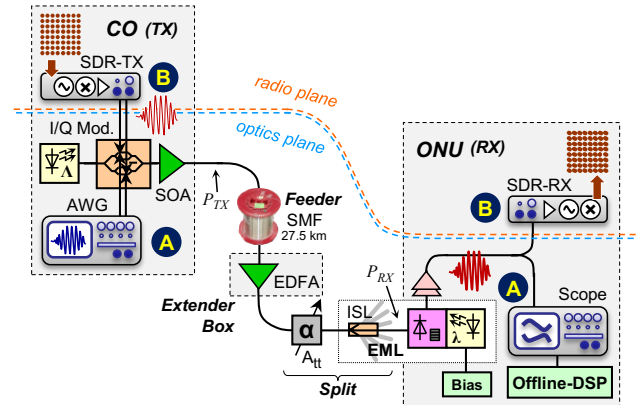 CO (TX)
SDR-TX
B
I/Q Mod.
Λ
SOA
AWG
A
radio plane
optics plane
P_TX
Feeder
SMF
27.5 km
EDFA
Extender
Box
α
A_tt
Split
ISL
P_RX
EML
λ
Bias
ONU (RX)
B
SDR-RX
A
Scope
Offline-DSP